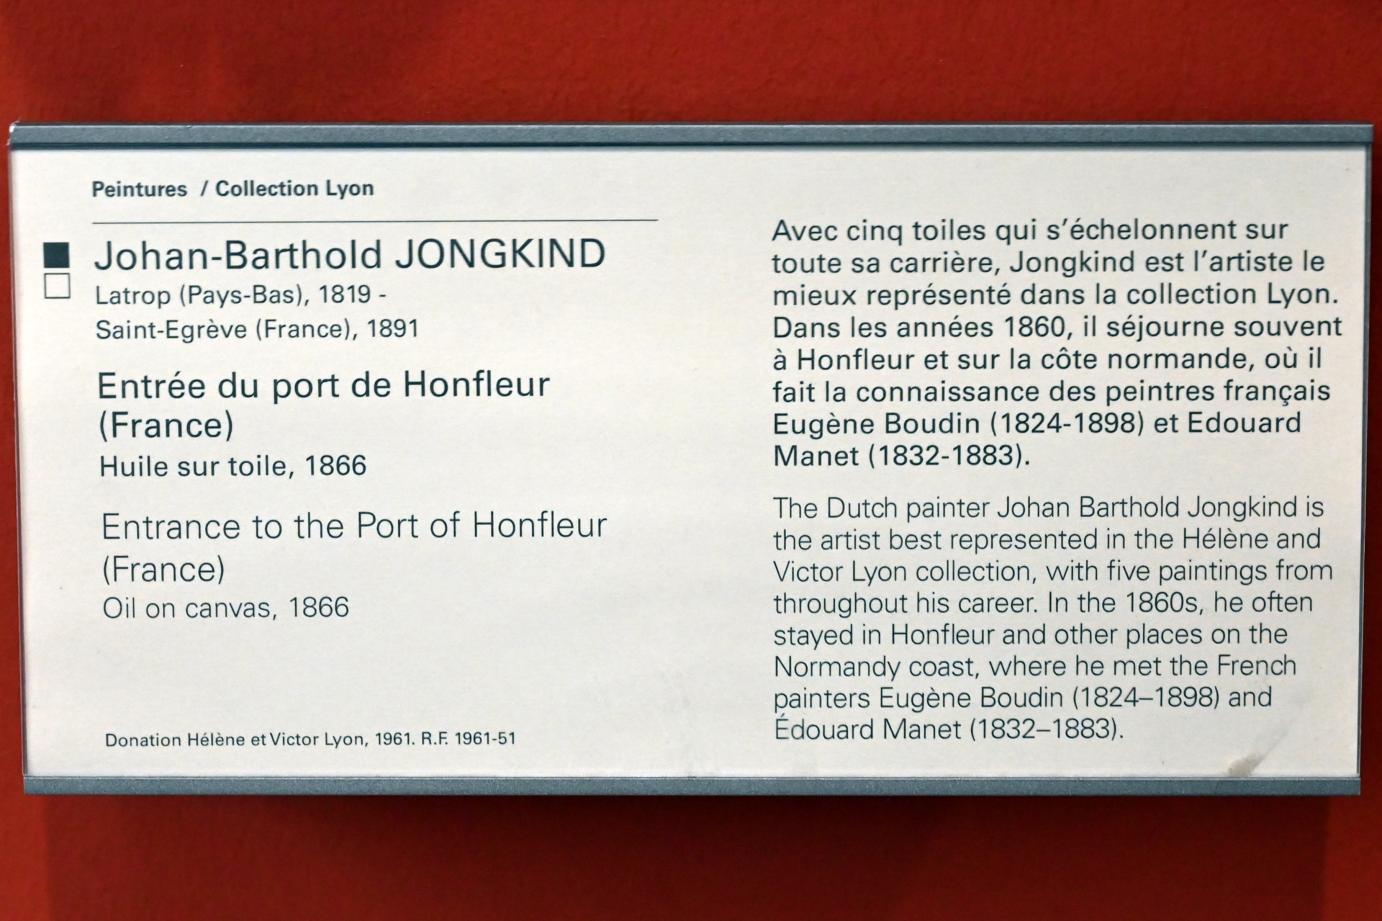 Peintures / Collection Lyon
Johan-Barthold JONGKIND
Latrop (Pays-Bas), 1819 -
Saint-Egrève (France), 1891
Entrée du port de Honfleur
(France)
Huile sur toile, 1866
Entrance to the Port of Honfleur
(France)
Oil on canvas, 1866
Donation Hélène et Victor Lyon, 1961. R.F. 1961-51
Avec cinq toiles qui s'échelonnent sur
toute sa carrière, Jongkind est l'artiste le
mieux représenté dans la collection Lyon.
Dans les années 1860, il séjourne souvent
à Honfleur et sur la côte normande, où il
fait la connaissance des peintres français
Eugène Boudin (1824-1898) et Edouard
Manet (1832-1883).
The Dutch painter Johan Barthold Jongkind is
the artist best represented in the Hélène and
Victor Lyon collection, with five paintings from
throughout his career. In the 1860s, he often
stayed in Honfleur and other places on the
Normandy coast, where he met the French
painters Eugène Boudin (1824–1898) and
Édouard Manet (1832–1883).